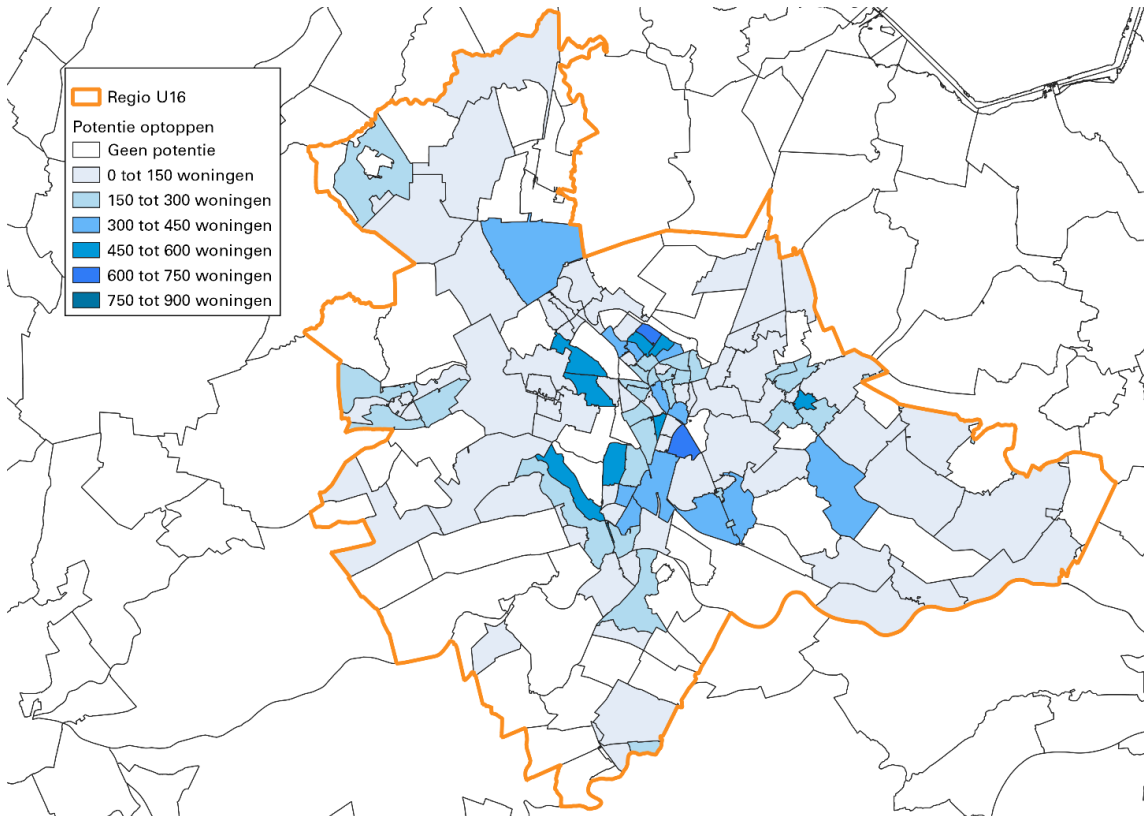 Regio U16
Potentie optoppen
Geen potentie
0 tot 150 woningen
150 tot 300 woningen
300 tot 450 woningen
450 tot 600 woningen
600 tot 750 woningen
750 tot 900 woningen